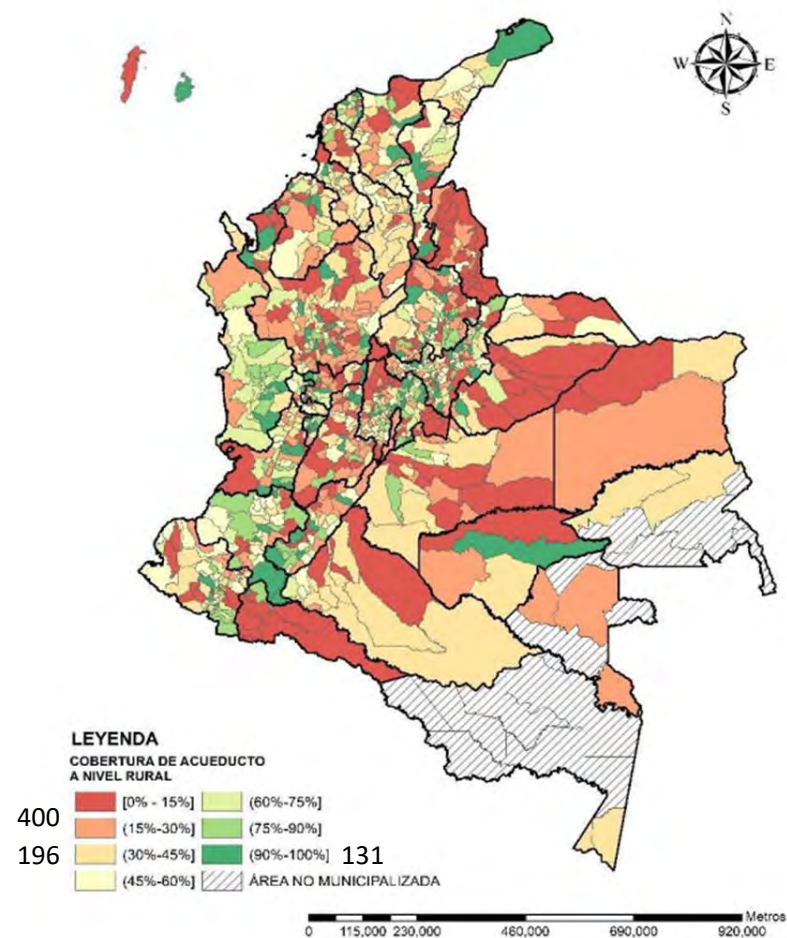 N
W E
S
LEYENDA
COBERTURA DE ACUEDUCTO
A NIVEL RURAL
[0% - 15%] (60%-75%]
400
(15%-30%] (75%-90%]
196 (30%-45%] (90%-100%] 131
(45%-60%] ÁREA NO MUNICIPALIZADA
Metros
0 115,000 230,000 460,000 690,000 920,000